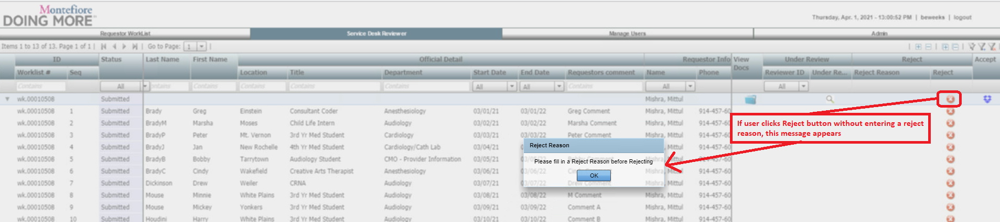 Montefiore
DOING MORE
Thursday, Apr. 1, 2021 - 13:00:52 PM | beweeks | logout
Requestor WorkList Service Desk Reviewer Manage Users Admin
Items 1 to 13 of 13. Page 1 of 1 | Go to Page: 1
ID Status Last Name First Name Official Detail Requestor Info View Docs Under Review Reject Accept
Worklist # Seq Location Title Department Start Date End Date Requestors comment Name Phone Reviewer ID Under Re... Reject Reason Reject
Contains All Contains Contains Contains Contains Contains All All Contains All All
wk.00010508 Submitted Mishra, Mittul
wk.00010508 1 Submitted Brady Greg Einstein Consultant Coder Anesthesiology 03/01/21 03/01/22 Greg Comment Mishra, Mittul 914-457-60
wk.00010508 2 Submitted BradyM Marsha Moses Child Life Intern Audiology 03/02/21 03/02/22 Marsha Comment Mishra, Mittul 914-457-60
wk.00010508 3 Submitted BradyP Peter Mt. Vernon 3rd Yr Med Student Cardiology 03/03/21 03/03/22 Peter Comment Mishra, Mittul 914-457-60
wk.00010508 4 Submitted BradyJ Jan New Rochelle 4th Yr Med Student Cardiology/Cath Lab 03/04/21
wk.00010508 5 Submitted BradyB Bobby Tarrytown Audiology Student CMO - Provider Information 03/05/21 914-457-60
wk.00010508 6 Submitted BradyC Cindy Wakefield Creative Arts Therapist Anesthesiology 03/06/21 03/06/22 914-457-60
wk.00010508 7 Submitted Dickinson Drew Weiler CRNA Audiology 03/07/21 03/07/22 Drew Comment Mishra, Mittul 914-457-60
wk.00010508 8 Submitted Mouse Minnie White Plains 3rd Yr Med Student Audiology 03/08/21 03/08/22 M Comment Mishra, Mittul 914-457-60
wk.00010508 9 Submitted Mouse Mickey Yonkers 3rd Yr Med Student Audiology 03/09/21 03/09/22 Comment A Mishra, Mittul 914-457-60
wk.00010508 10 Submitted Houdini Harry White Plains 3rd Yr Med Student Audiology 03/10/21 03/10/22 Comment B Mishra, Mittul 914-457-60
Reject Reason
Please fill in a Reject Reason before Rejecting
OK
If user clicks Reject button without entering a reject
reason, this message appears